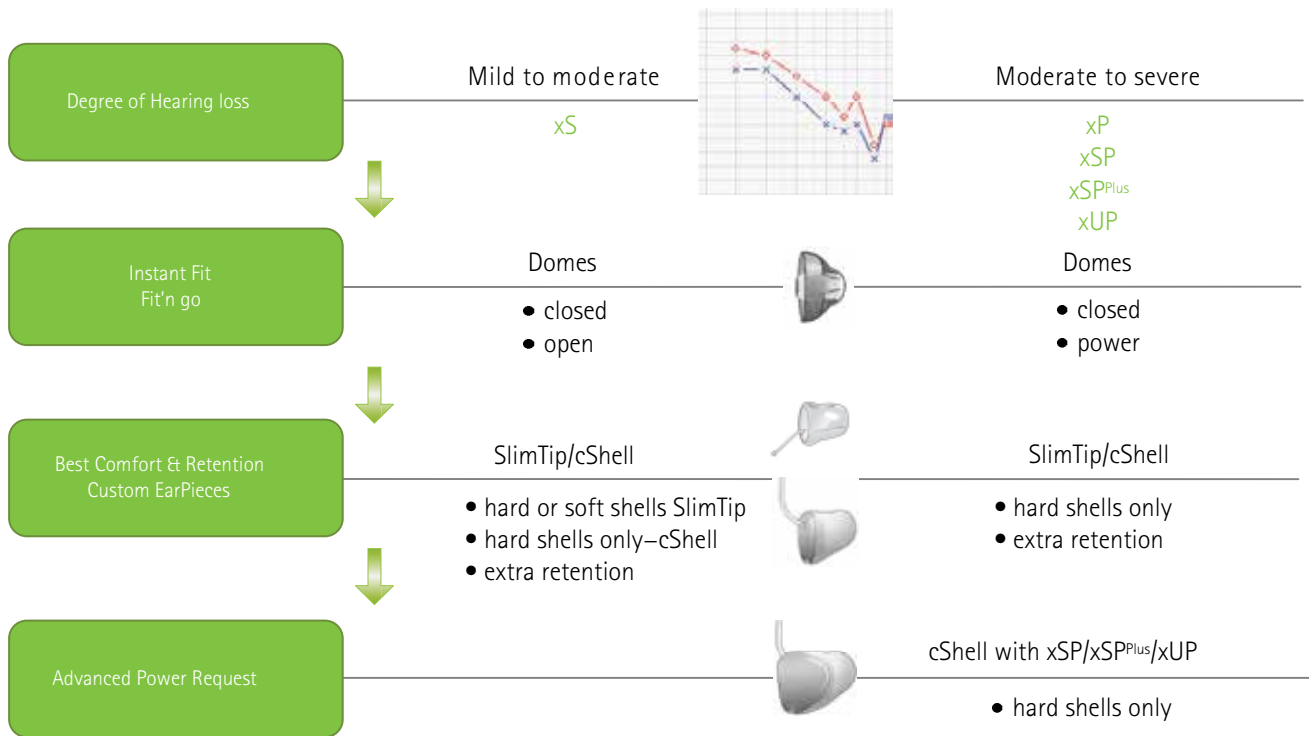 Degree of Hearing loss
Mild to moderate
xS
Moderate to severe
xP
xSP
xSPPlus
xUP
Instant Fit
Fit'n go
Domes
• closed
• open
Domes
• closed
• power
Best Comfort & Retention
Custom EarPieces
SlimTip/cShell
• hard or soft shells SlimTip
• hard shells only–cShell
• extra retention
SlimTip/cShell
• hard shells only
• extra retention
Advanced Power Request
cShell with xSP/xSPPlus/xUP
• hard shells only